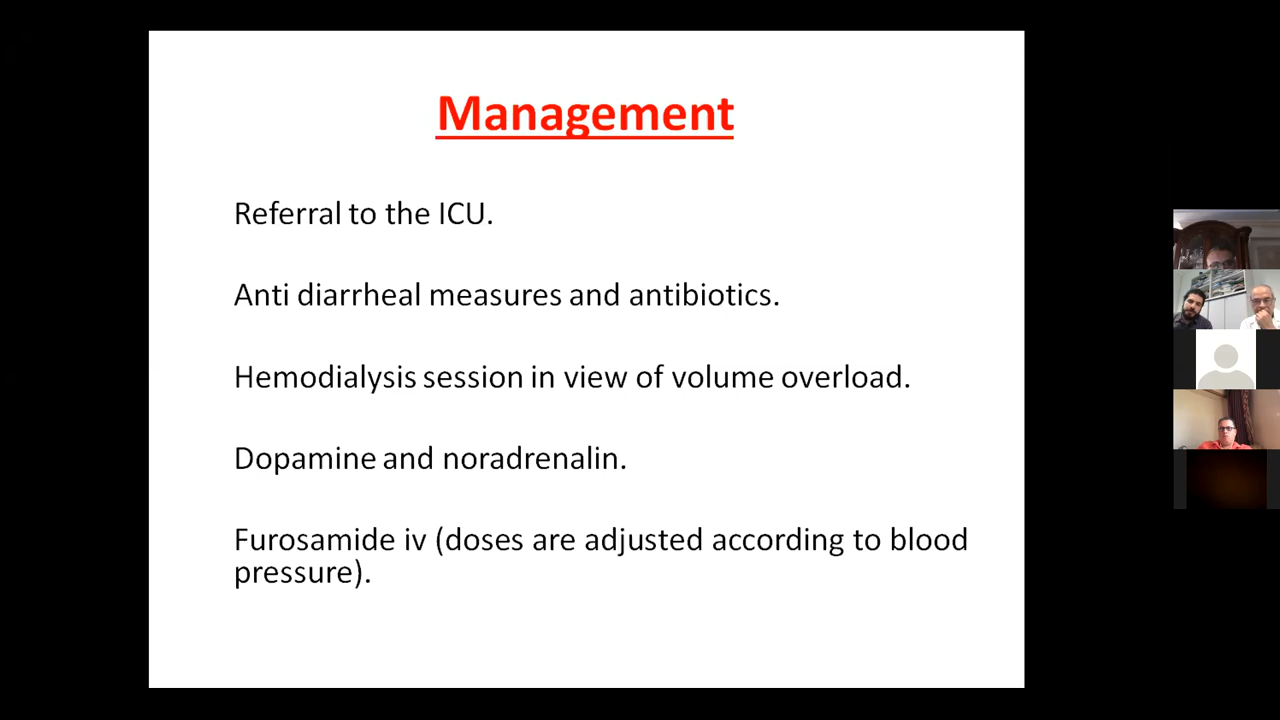 Management
Referral to the ICU.
Anti diarrheal measures and antibiotics.
Hemodialysis session in view of volume overload.
Dopamine and noradrenalin.
Furosamide iv (doses are adjusted according to blood
pressure).